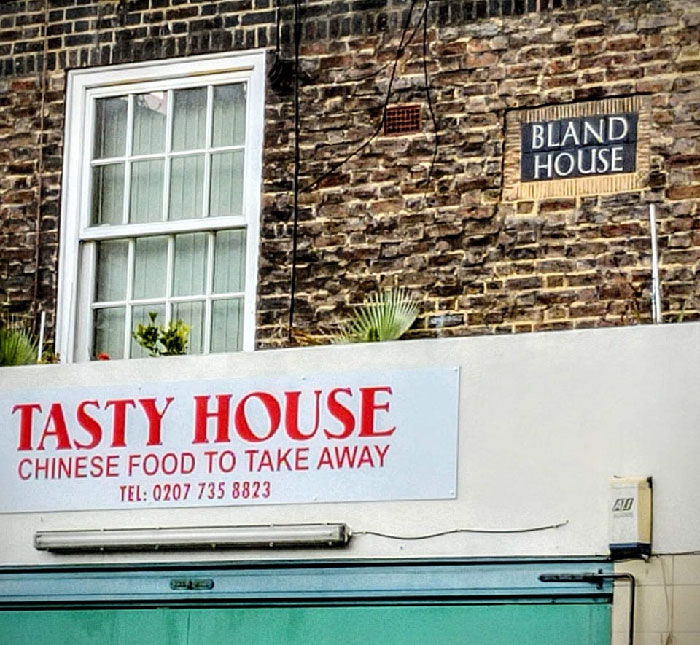 BLAND
HOUSE
TASTY HOUSE
CHINESE FOOD TO TAKE AWAY
TEL: 0207 735 8823